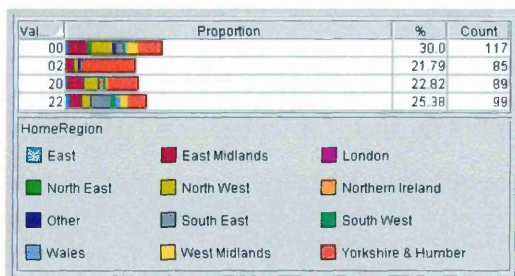 Val... Proportion % Count
00 30.0 117
02 21.79 85
20 22.82 89
22 25.38 99
HomeRegion
East East Midlands London
North East North West Northern Ireland
Other South East South West
Wales West Midlands Yorkshire & Humber